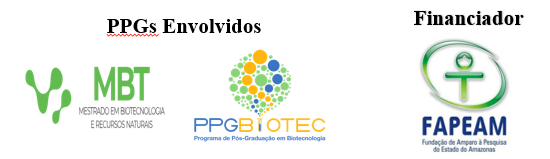 PPGs Envolvidos
Financiador
MBT
MESTRADO EM BIOTECNOLOGIA
E RECURSOS NATURAIS
PPGBIOTEC
Programa de Pós-Graduação em Biotecnologia
FAPEAM
Fundação de Amparo à Pesquisa
do Estado do Amazonas